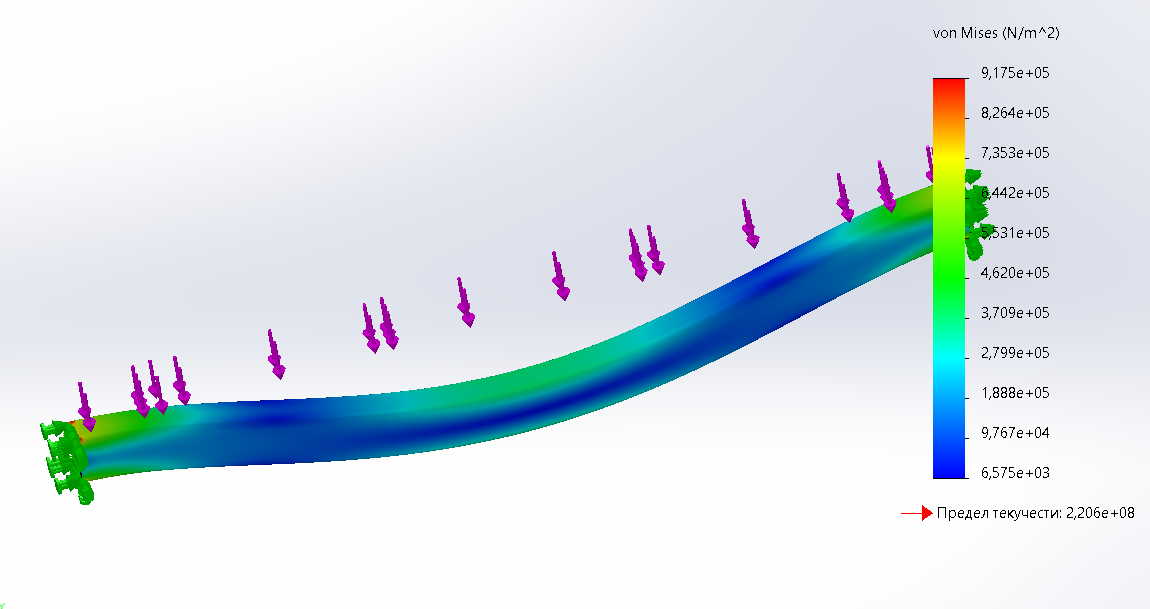 von Mises (N/m^2)
9,175e+05
8,264e+05
7,353e+05
6,442e+05
5,531e+05
4,620e+05
3,709e+05
2,799e+05
1,888e+05
9,767e+04
6,575e+03
Предел текучести: 2,206e+08
Y